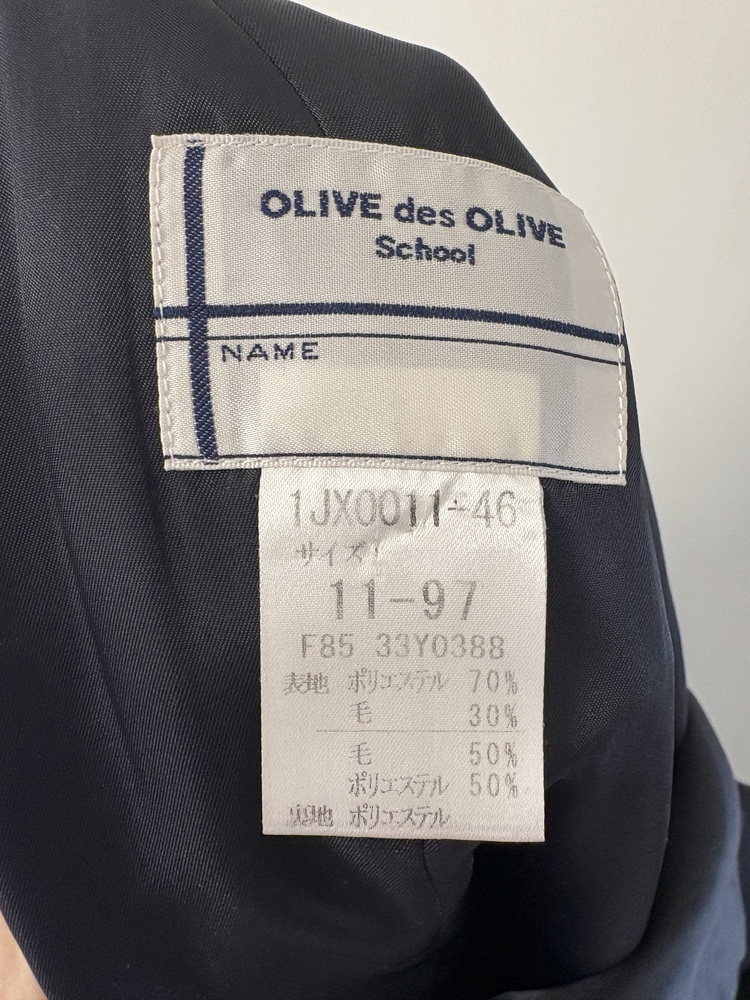 OLIVE des OLIVE
School
NAME
1JX0011-46
サイズ
11-97
F85 33Y0388
表地 ポリエステル 70%
毛 30%
毛 50%
ポリエステル 50%
裏地 ポリエステル